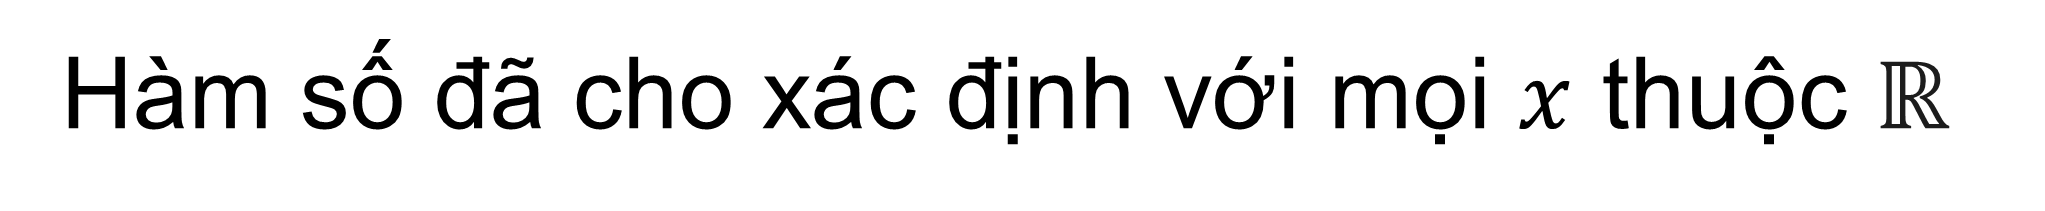 Hàm số đã cho xác định với mọi 𝑥 thuộc ℝ